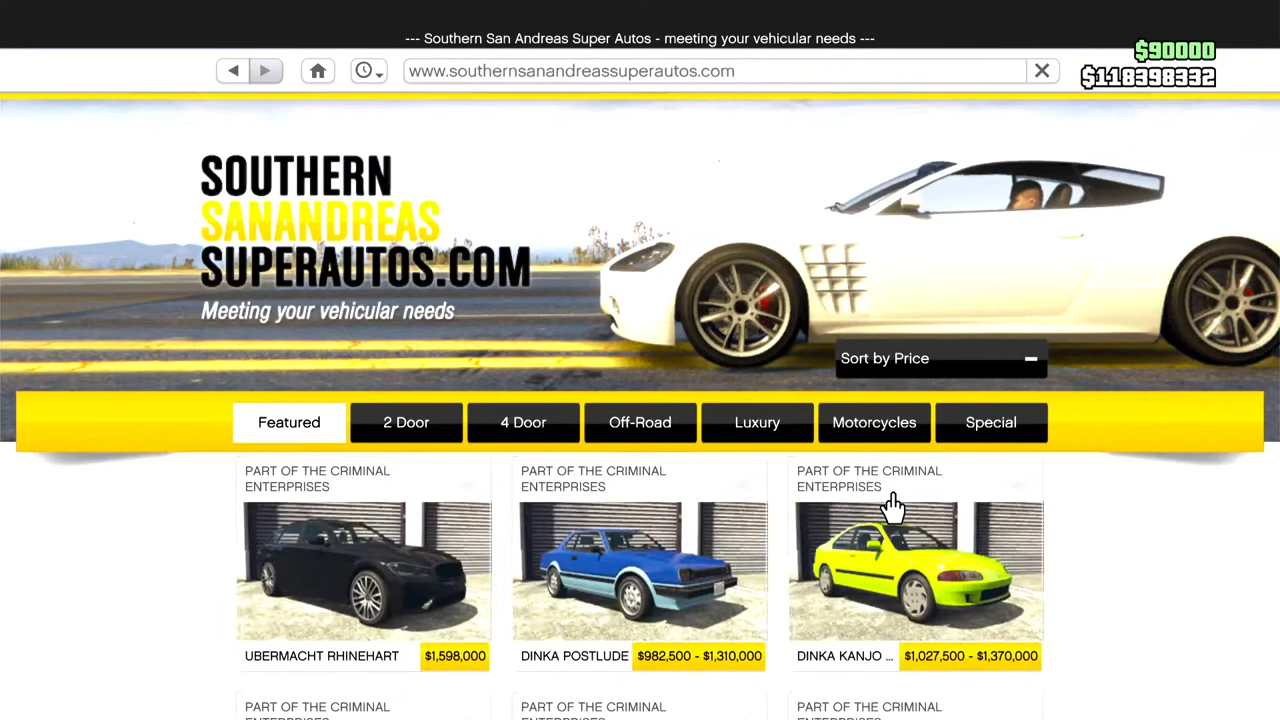 --- Southern San Andreas Super Autos - meeting your vehicular needs ---
$90000
www.southernsanandreassuperautos.com
$118398332
SOUTHERN
SANANDREAS
SUPERAUTOS.COM
Meeting your vehicular needs
Sort by Price
Featured
2 Door
4 Door
Off-Road
Luxury
Motorcycles
Special
PART OF THE CRIMINAL
ENTERPRISES
PART OF THE CRIMINAL
ENTERPRISES
PART OF THE CRIMINAL
ENTERPRISES
UBERMACHT RHINEHART
$1,598,000
DINKA POSTLUDE
$982,500 - $1,310,000
DINKA KANJO ...
$1,027,500 - $1,370,000
PART OF THE CRIMINAL
ENTERPRISES
PART OF THE CRIMINAL
ENTERPRISES
PART OF THE CRIMINAL
ENTERPRISES